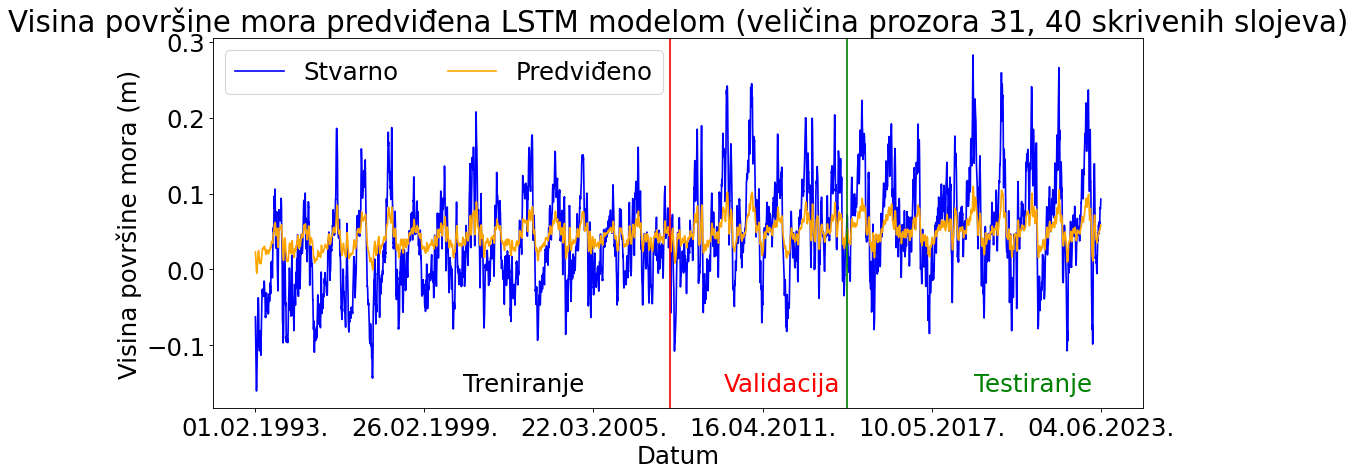 Visina površine mora predviđena LSTM modelom (veličina prozora 31, 40 skrivenih slojeva)
Stvarno
Predviđeno
Visina površine mora (m)
0.3
0.2
0.1
0.0
−0.1
Treniranje
Validacija
Testiranje
01.02.1993.
26.02.1999.
22.03.2005.
16.04.2011.
10.05.2017.
04.06.2023.
Datum